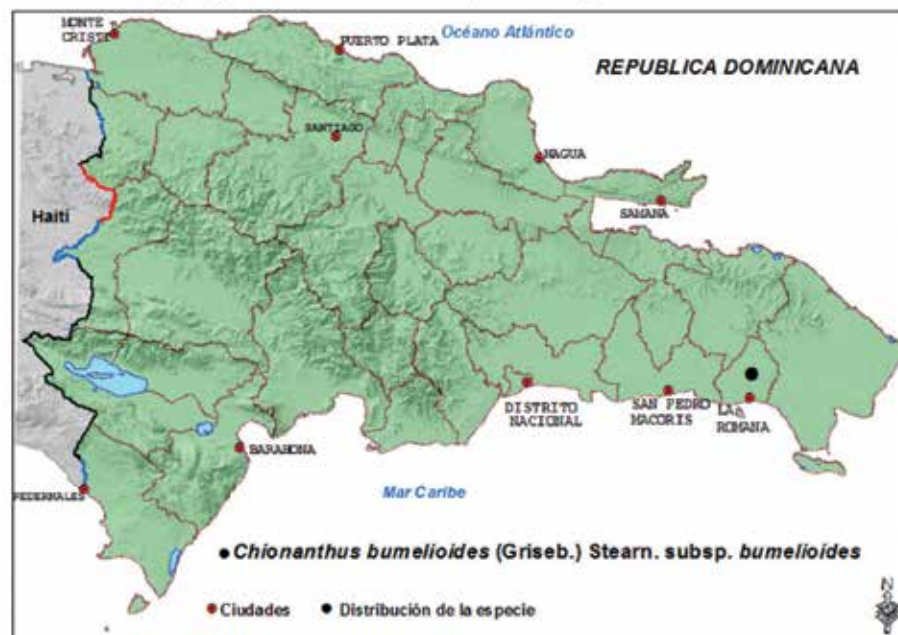 MONTE
CRISTI
PUERTO PLATA
Océano Atlántico
REPUBLICA DOMINICANA
SANTIAGO
NAGUA
SAMANA
Haití
DISTRITO
NACIONAL
SAN PEDRO
MACORIS
LA
ROMANA
BARAHONA
PEDERNALES
Mar Caribe
Chionanthus bumelioides (Griseb.) Stearn. subsp. bumelioides
Ciudades
Distribución de la especie
N